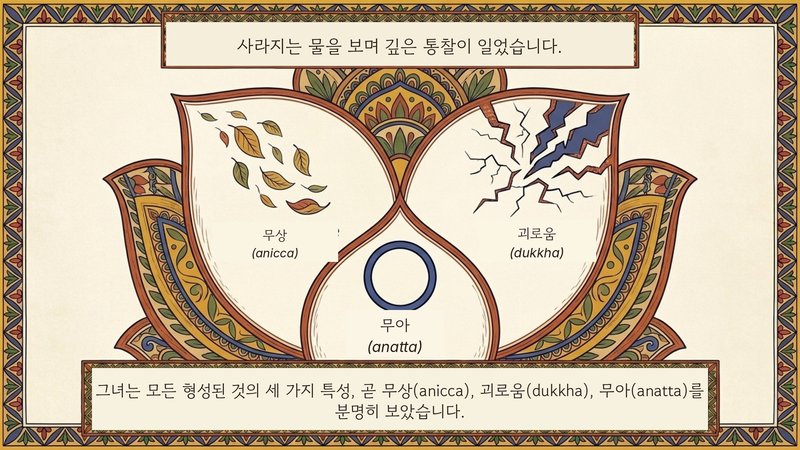 사라지는 물을 보며 깊은 통찰이 일었습니다.
무상
(anicca)
괴로움
(dukkha)
무아
(anatta)
그녀는 모든 형성된 것의 세 가지 특성, 곧 무상(anicca), 괴로움(dukkha), 무아(anatta)를
분명히 보았습니다.